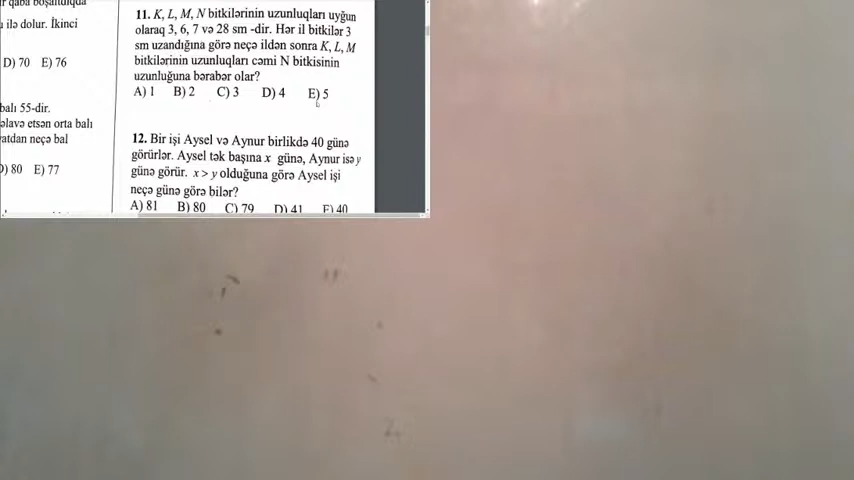 ilə dolur. İkinci
D) 70 E) 76
balı 55-dir.
əlavə etsən orta balı
neçə bal
D) 80 E) 77
11. K, L, M, N bitkilərinin uzunluqları uyğun
olaraq 3, 6, 7 və 28 sm -dir. Hər il bitkilər 3
sm uzandığına görə neçə ildən sonra K, L, M
bitkilərinin uzunluqları cəmi N bitkisinin
uzunluğuna bərabər olar?
A) 1 B) 2 C) 3 D) 4 E) 5
12. Bir işi Aysel və Aynur birlikdə 40 günə
görürlər. Aysel tək başına x günə, Aynur isə y
günə görür. x > y olduğuna görə Aysel işi
neçə günə görə bilər?
A) 81 B) 80 C) 79 D) 41 E) 40